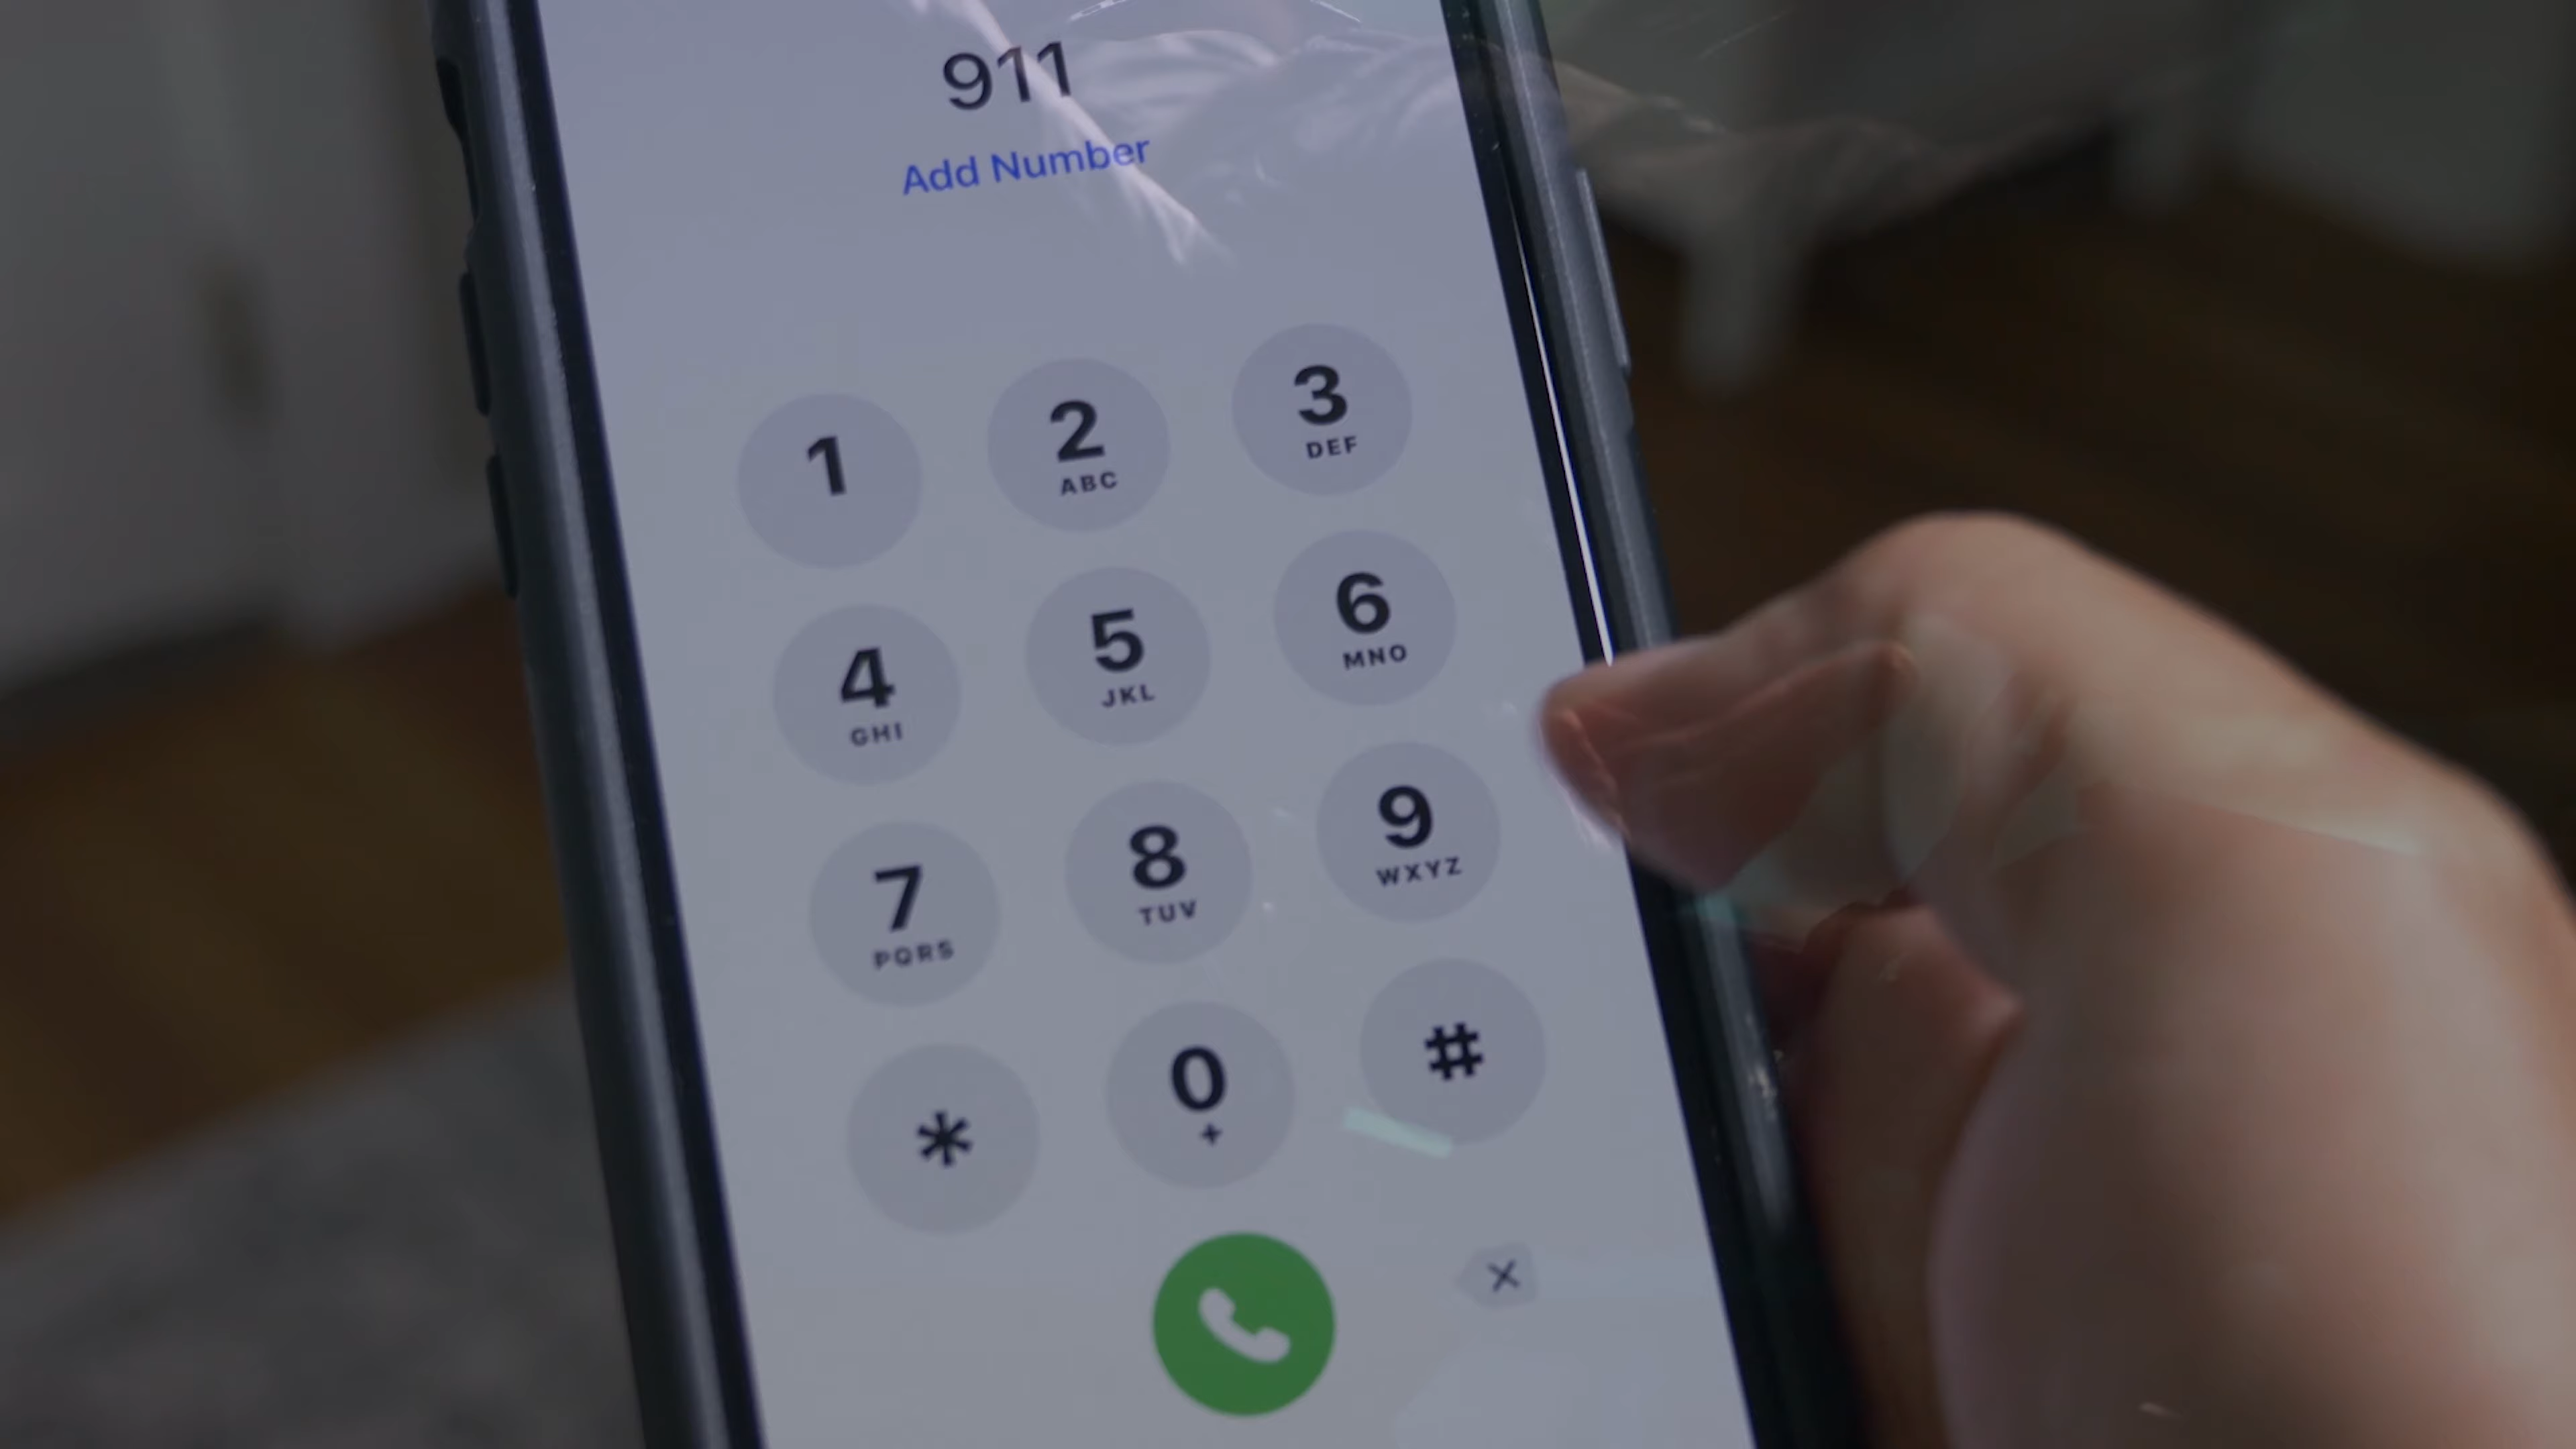 911
Add Number
1 2 3
ABC DEF
4 5 6
GHI JKL MNO
7 8 9
PQRS TUV WXYZ
* 0 #
+